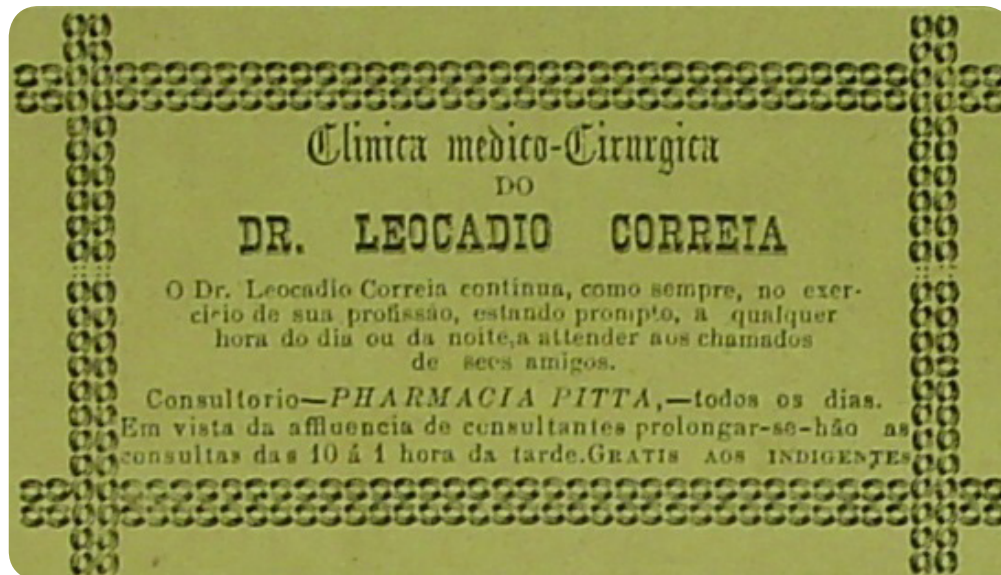 Clinica medico-Cirurgica
DO
DR. LEOCADIO CORREIA
O Dr. Leocadio Correia continua, como sempre, no exer-
cicio de sua profissão, estando prompto, a qualquer
hora do dia ou da noite,a attender aos chamados
de seos amigos.
Consultorio—PHARMACIA PITTA,—todos os dias.
Em vista da affluencia de consultantes prolongar-se-hão as
consultas das 10 á 1 hora da tarde.GRATIS AOS INDIGENTES